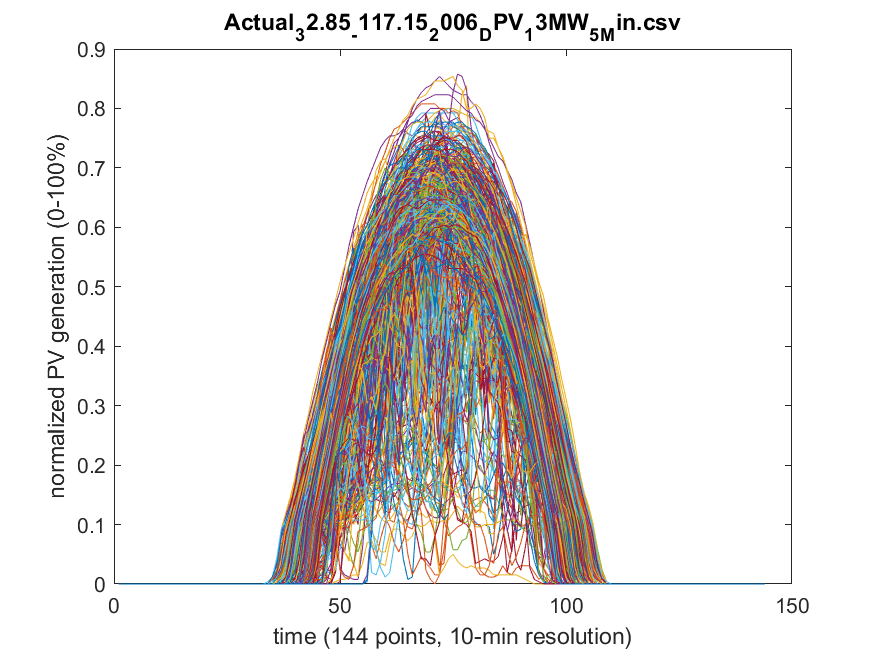 Actual_32.85_-117.15_2006_DPV_13MW_5Min.csv
0.9
0.8
0.7
0.6
0.5
0.4
0.3
0.2
0.1
0
normalized PV generation (0-100%)
0 50 100 150
time (144 points, 10-min resolution)